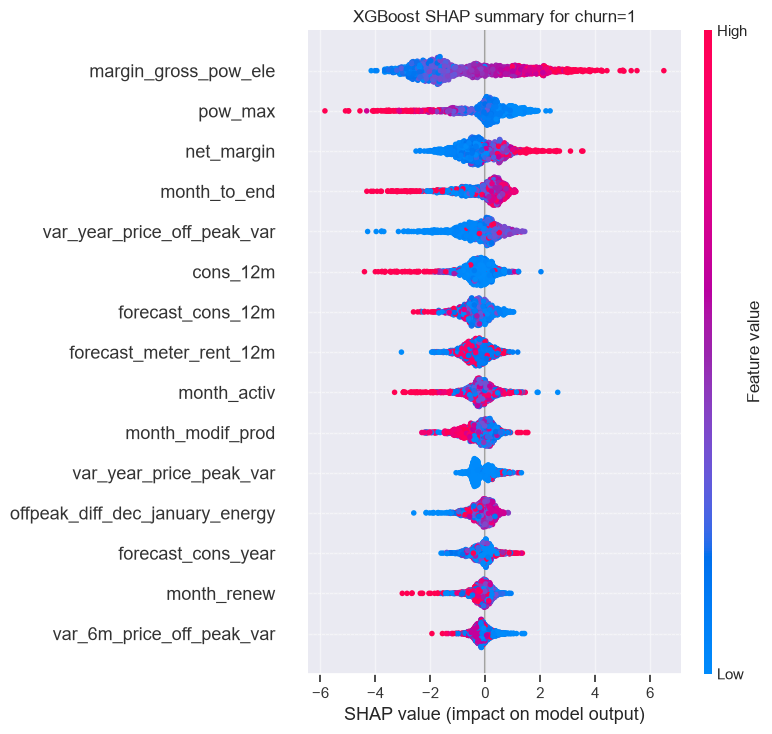 XGBoost SHAP summary for churn=1
High
margin_gross_pow_ele
pow_max
net_margin
month_to_end
var_year_price_off_peak_var
cons_12m
forecast_cons_12m
forecast_meter_rent_12m
month_activ
month_modif_prod
var_year_price_peak_var
offpeak_diff_dec_january_energy
forecast_cons_year
month_renew
var_6m_price_off_peak_var
Feature value
Low
−6 −4 −2 0 2 4 6
SHAP value (impact on model output)